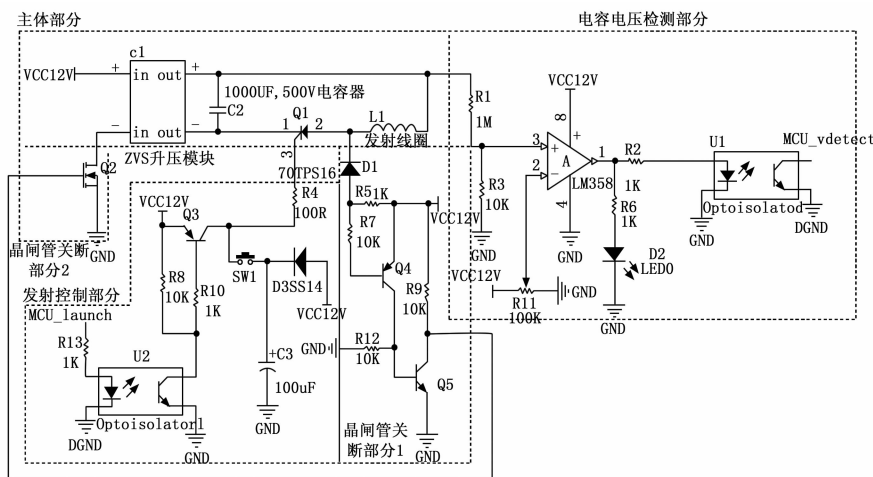 主体部分
电容电压检测部分
c1
VCC12V
+
in out
+
1000UF,500V电容器
C2
-
in out
-
Q1
1
2
3
L1
发射线圈
ZVS升压模块
70TPS16
D1
Q2
GND
晶闸管关断
部分2
R1
1M
VCC12V
8
3
+
+
1
2
-
A
LM358
4
GND
R2
1K
U1
MCU_vdetect
Optoisolatod
GND
DGND
R3
10K
GND
R6
1K
D2
LED0
GND
VCC12V
R11
100K
GND
R4
100R
R5
1K
VCC12V
R7
10K
Q4
R9
10K
VCC12V
Q3
R8
10K
R10
1K
SW1
D3SS14
VCC12V
发射控制部分
MCU_launch
R13
1K
U2
Optoisolator1
DGND
GND
+C3
100uF
GND
GND
R12
10K
Q5
晶闸管关
断部分1
GND